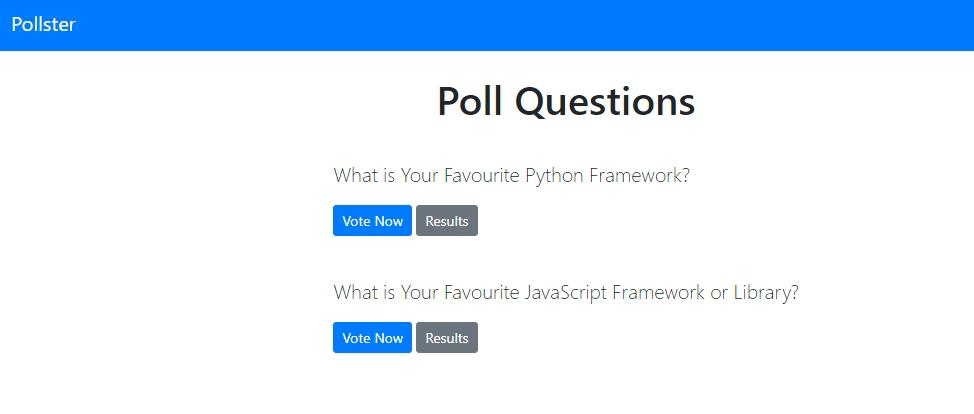 Pollster
Poll Questions
What is Your Favourite Python Framework?
Vote Now Results
What is Your Favourite JavaScript Framework or Library?
Vote Now Results